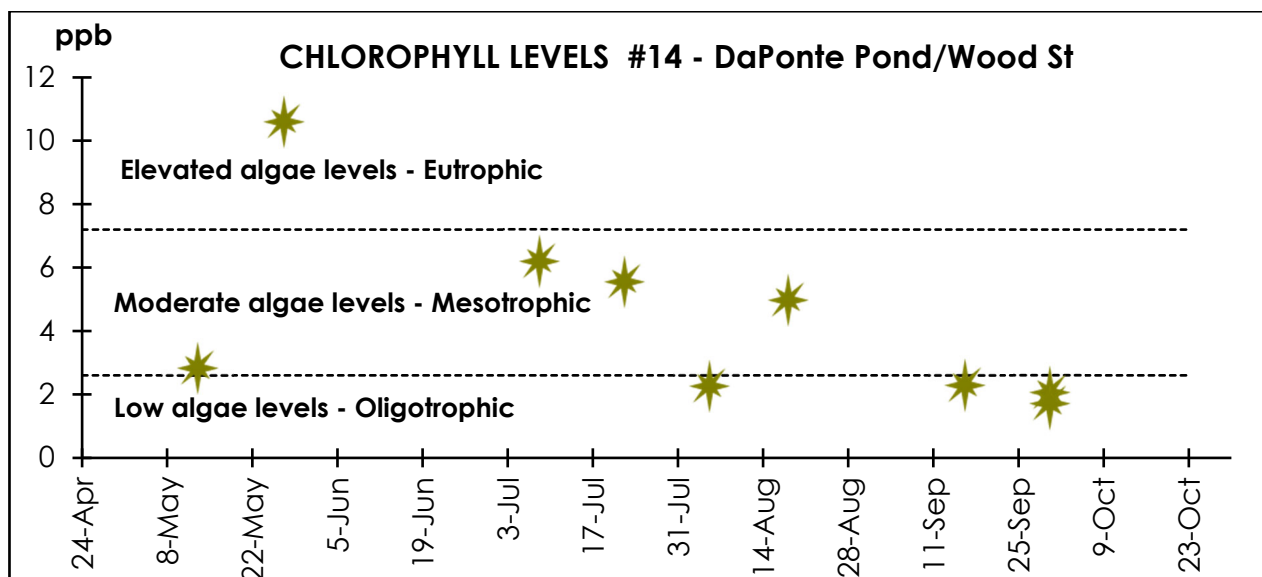 ppb
CHLOROPHYLL LEVELS #14 - DaPonte Pond/Wood St
12
10
Elevated algae levels - Eutrophic
8
6
Moderate algae levels - Mesotrophic
4
2
Low algae levels - Oligotrophic
0
24-Apr
8-May
22-May
5-Jun
19-Jun
3-Jul
17-Jul
31-Jul
14-Aug
28-Aug
11-Sep
25-Sep
9-Oct
23-Oct